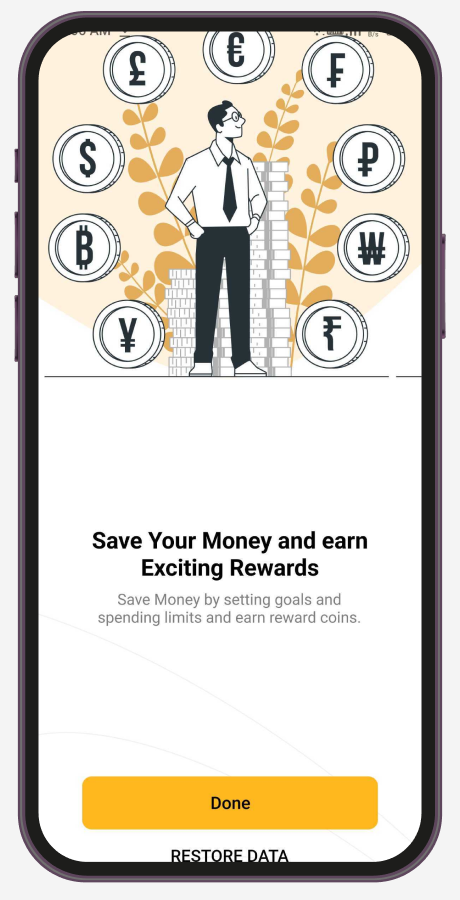 AM
£
€
₣
$
₽
₿
₩
¥
₹
Save Your Money and earn
Exciting Rewards
Save Money by setting goals and
spending limits and earn reward coins.
Done
RESTORE DATA